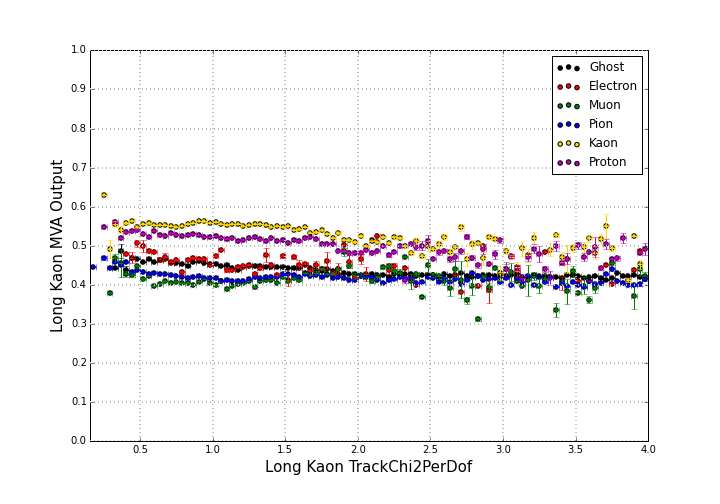 1.0
0.9
0.8
0.7
0.6
0.5
0.4
0.3
0.2
0.1
0.0
Long Kaon MVA Output
Ghost
Electron
Muon
Pion
Kaon
Proton
0.5 1.0 1.5 2.0 2.5 3.0 3.5 4.0
Long Kaon TrackChi2PerDof